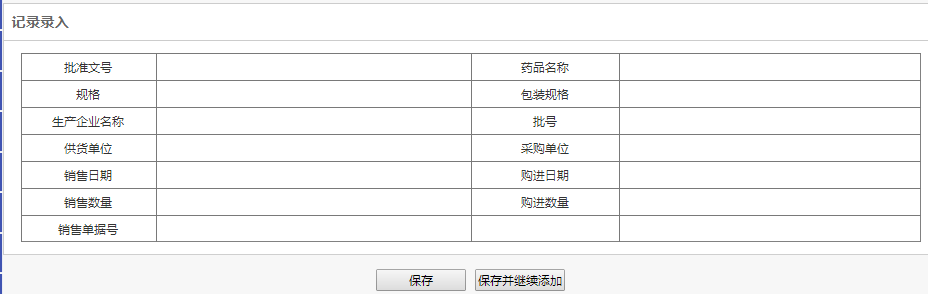 记录录入
批准文号 药品名称
规格 包装规格
生产企业名称 批号
供货单位 采购单位
销售日期 购进日期
销售数量 购进数量
销售单据号
保存 保存并继续添加